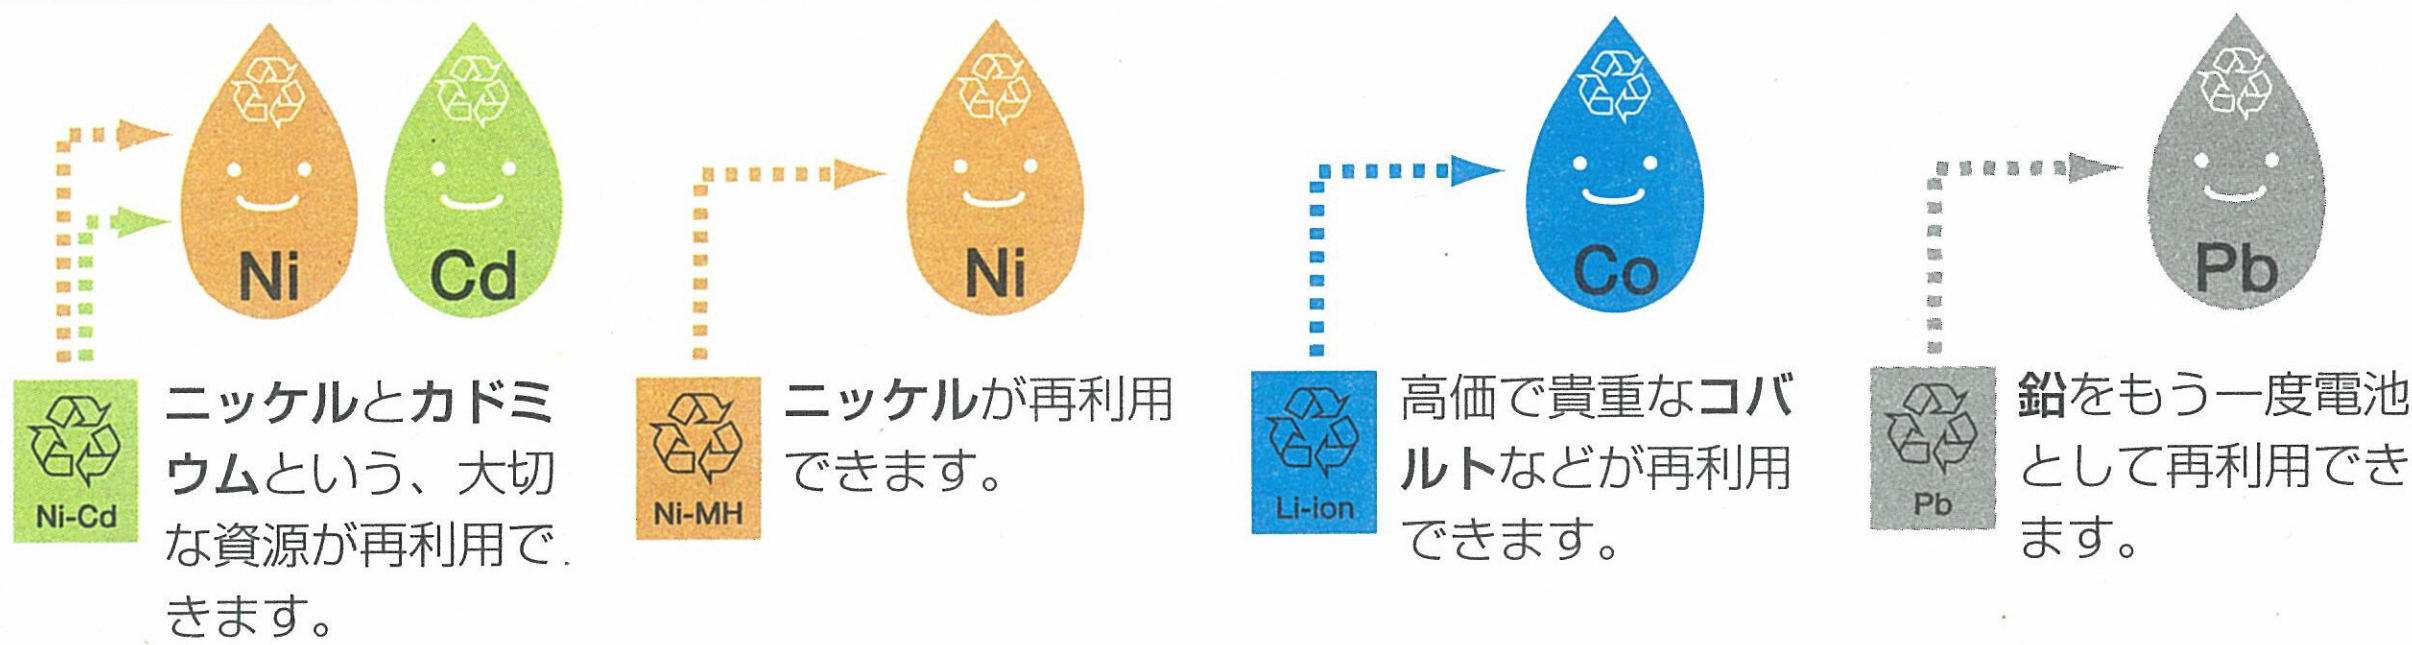 Ni
Cd
Ni-Cd
ニッケルとカドミ
ウムという、大切
な資源が再利用で
きます。
Ni
Ni-MH
ニッケルが再利用
できます。
Co
Li-ion
高価で貴重なコバ
ルトなどが再利用
できます。
Pb
Pb
鉛をもう一度電池
として再利用でき
ます。